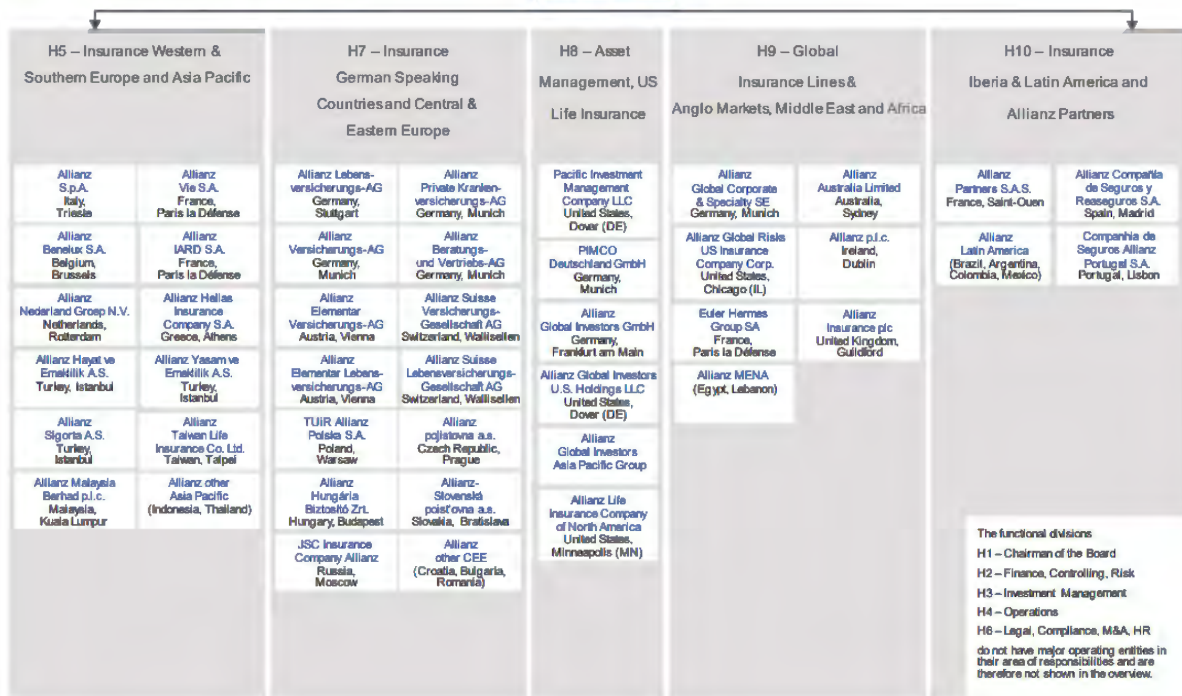 H5 – Insurance Western &
Southern Europe and Asia Pacific
Allianz
S.p.A.
Italy,
Trieste
Allianz
Vie S.A.
France,
Paris la Défense
Allianz
Benelux S.A.
Belgium,
Brussels
Allianz
IARD S.A.
France,
Paris la Défense
Allianz
Nederland Groep N.V.
Netherlands,
Rotterdam
Allianz Hellas
Insurance
Company S.A.
Greece, Athens
Allianz Hayat ve
Emeklilik A.S.
Turkey, Istanbul
Allianz Yasam ve
Emeklilik A.S.
Turkey,
Istanbul
Allianz
Sigorta A.S.
Turkey,
Istanbul
Allianz
Taiwan Life
Insurance Co. Ltd.
Taiwan, Taipei
Allianz Malaysia
Berhad p.l.c.
Malaysia,
Kuala Lumpur
Allianz other
Asia Pacific
(Indonesia, Thailand)
H7 – Insurance
German Speaking
Countries and Central &
Eastern Europe
Allianz Lebens-
versicherungs-AG
Germany,
Stuttgart
Allianz
Private Kranken-
versicherungs-AG
Germany, Munich
Allianz
Versicherungs-AG
Germany,
Munich
Allianz
Beratungs-
und Vertriebs-AG
Germany, Munich
Allianz
Elementar
Versicherungs-AG
Austria, Vienna
Allianz Suisse
Versicherungs-
Gesellschaft AG
Switzerland, Wallisellen
Allianz
Elementar Lebens-
versicherungs-AG
Austria, Vienna
Allianz Suisse
Lebensversicherungs-
Gesellschaft AG
Switzerland, Wallisellen
TUiR Allianz
Polska S.A.
Poland,
Warsaw
Allianz
pojistovna a.s.
Czech Republic,
Prague
Allianz
Hungária
Biztosító Zrt.
Hungary, Budapest
Allianz-
Slovenská
poist'ovna a.s.
Slovakia, Bratislava
JSC Insurance
Company Allianz
Russia,
Moscow
Allianz
other CEE
(Croatia, Bulgaria,
Romania)
H8 – Asset
Management, US
Life Insurance
Pacific Investment
Management
Company LLC
United States,
Dover (DE)
PIMCO
Deutschland GmbH
Germany,
Munich
Allianz
Global Investors GmbH
Germany,
Frankfurt am Main
Allianz Global Investors
U.S. Holdings LLC
United States,
Dover (DE)
Allianz
Global Investors
Asia Pacific Group
Allianz Life
Insurance Company
of North America
United States,
Minneapolis (MN)
H9 – Global
Insurance Lines &
Anglo Markets, Middle East and Africa
Allianz
Global Corporate
& Specialty SE
Germany, Munich
Allianz
Australia Limited
Australia,
Sydney
Allianz Global Risks
US Insurance
Company Corp.
United States,
Chicago (IL)
Allianz p.l.c.
Ireland,
Dublin
Euler Hermes
Group SA
France,
Paris la Défense
Allianz
Insurance plc
United Kingdom,
Guildford
Allianz MENA
(Egypt, Lebanon)
H10 – Insurance
Iberia & Latin America and
Allianz Partners
Allianz
Partners S.A.S.
France, Saint-Ouen
Allianz Compañía
de Seguros y
Reaseguros S.A.
Spain, Madrid
Allianz
Latin America
(Brazil, Argentina,
Colombia, Mexico)
Companhia de
Seguros Allianz
Portugal S.A.
Portugal, Lisbon
The functional divisions
H1 – Chairman of the Board
H2 – Finance, Controlling, Risk
H3 – Investment Management
H4 – Operations
H6 – Legal, Compliance, M&A, HR
do not have major operating entities in
their area of responsibilities and are
therefore not shown in the overview.